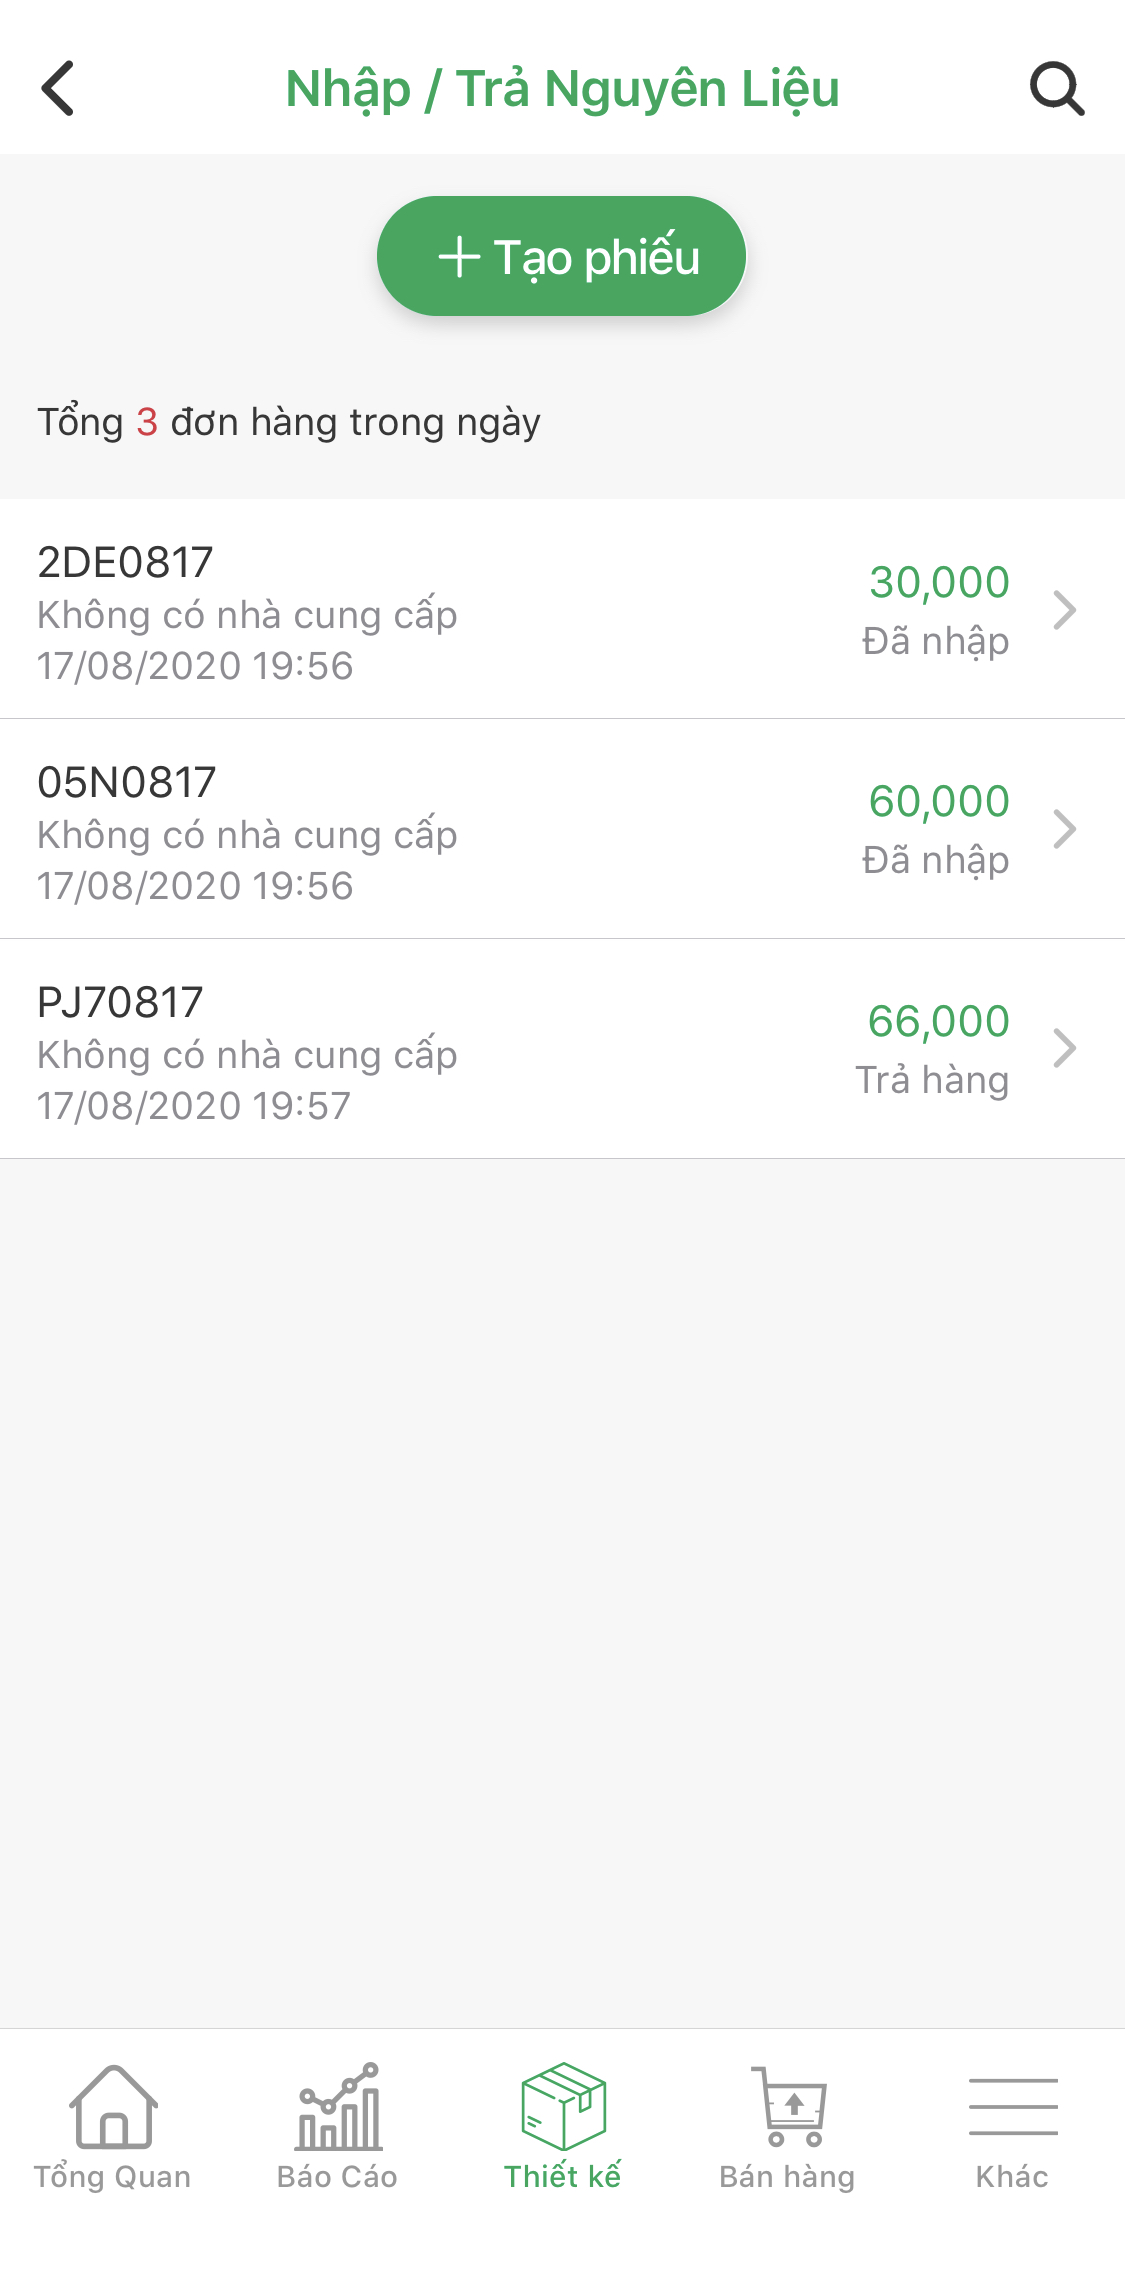 Nhập / Trả Nguyên Liệu
Tạo phiếu
Tổng 3 đơn hàng trong ngày
2DE0817
Không có nhà cung cấp
17/08/2020 19:56
30,000
Đã nhập
05N0817
Không có nhà cung cấp
17/08/2020 19:56
60,000
Đã nhập
PJ70817
Không có nhà cung cấp
17/08/2020 19:57
66,000
Trả hàng
Tổng Quan
Báo Cáo
Thiết kế
Bán hàng
Khác